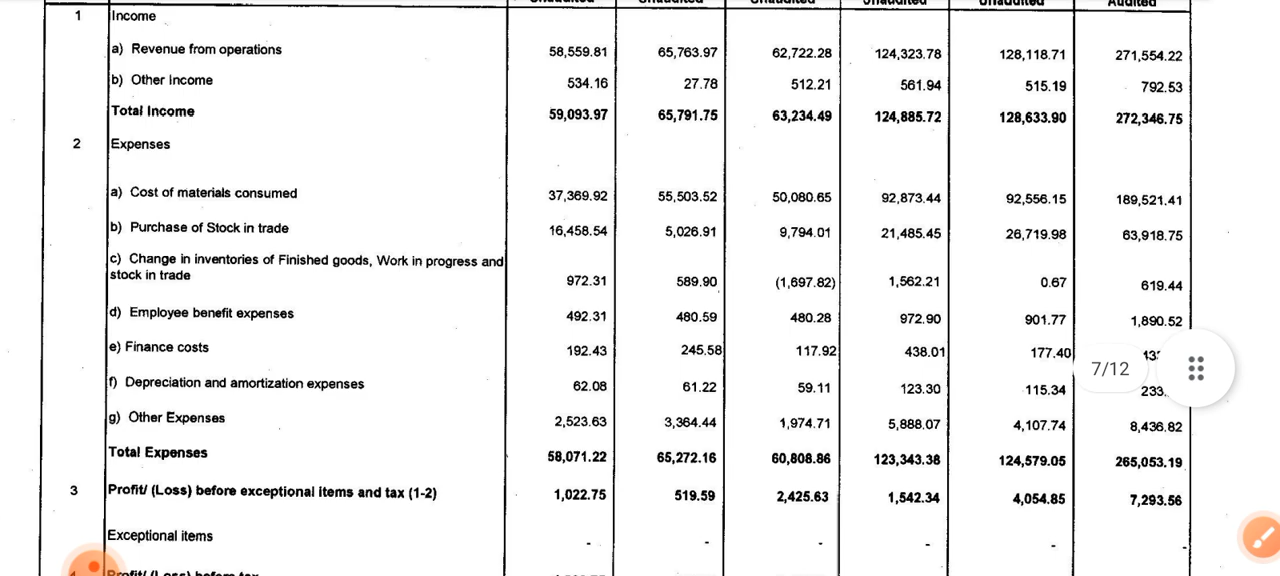 Unaudited Unaudited Unaudited Unaudited Unaudited Audited
1 Income
a) Revenue from operations 58,559.81 65,763.97 62,722.28 124,323.78 128,118.71 271,554.22
b) Other Income 534.16 27.78 512.21 561.94 515.19 792.53
Total Income 59,093.97 65,791.75 63,234.49 124,885.72 128,633.90 272,346.75
2 Expenses
a) Cost of materials consumed 37,369.92 55,503.52 50,080.65 92,873.44 92,556.15 189,521.41
b) Purchase of Stock in trade 16,458.54 5,026.91 9,794.01 21,485.45 26,719.98 63,918.75
c) Change in inventories of Finished goods, Work in progress and
stock in trade 972.31 589.90 (1,697.82) 1,562.21 0.67 619.44
d) Employee benefit expenses 492.31 480.59 480.28 972.90 901.77 1,890.52
e) Finance costs 192.43 245.58 117.92 438.01 177.40
7/12
f) Depreciation and amortization expenses 62.08 61.22 59.11 123.30 115.34 233.
g) Other Expenses 2,523.63 3,364.44 1,974.71 5,888.07 4,107.74 8,436.82
Total Expenses 58,071.22 65,272.16 60,808.86 123,343.38 124,579.05 265,053.19
3 Profit/ (Loss) before exceptional items and tax (1-2) 1,022.75 519.59 2,425.63 1,542.34 4,054.85 7,293.56
Exceptional items - - - - - -
Profit/ (Loss) before tax